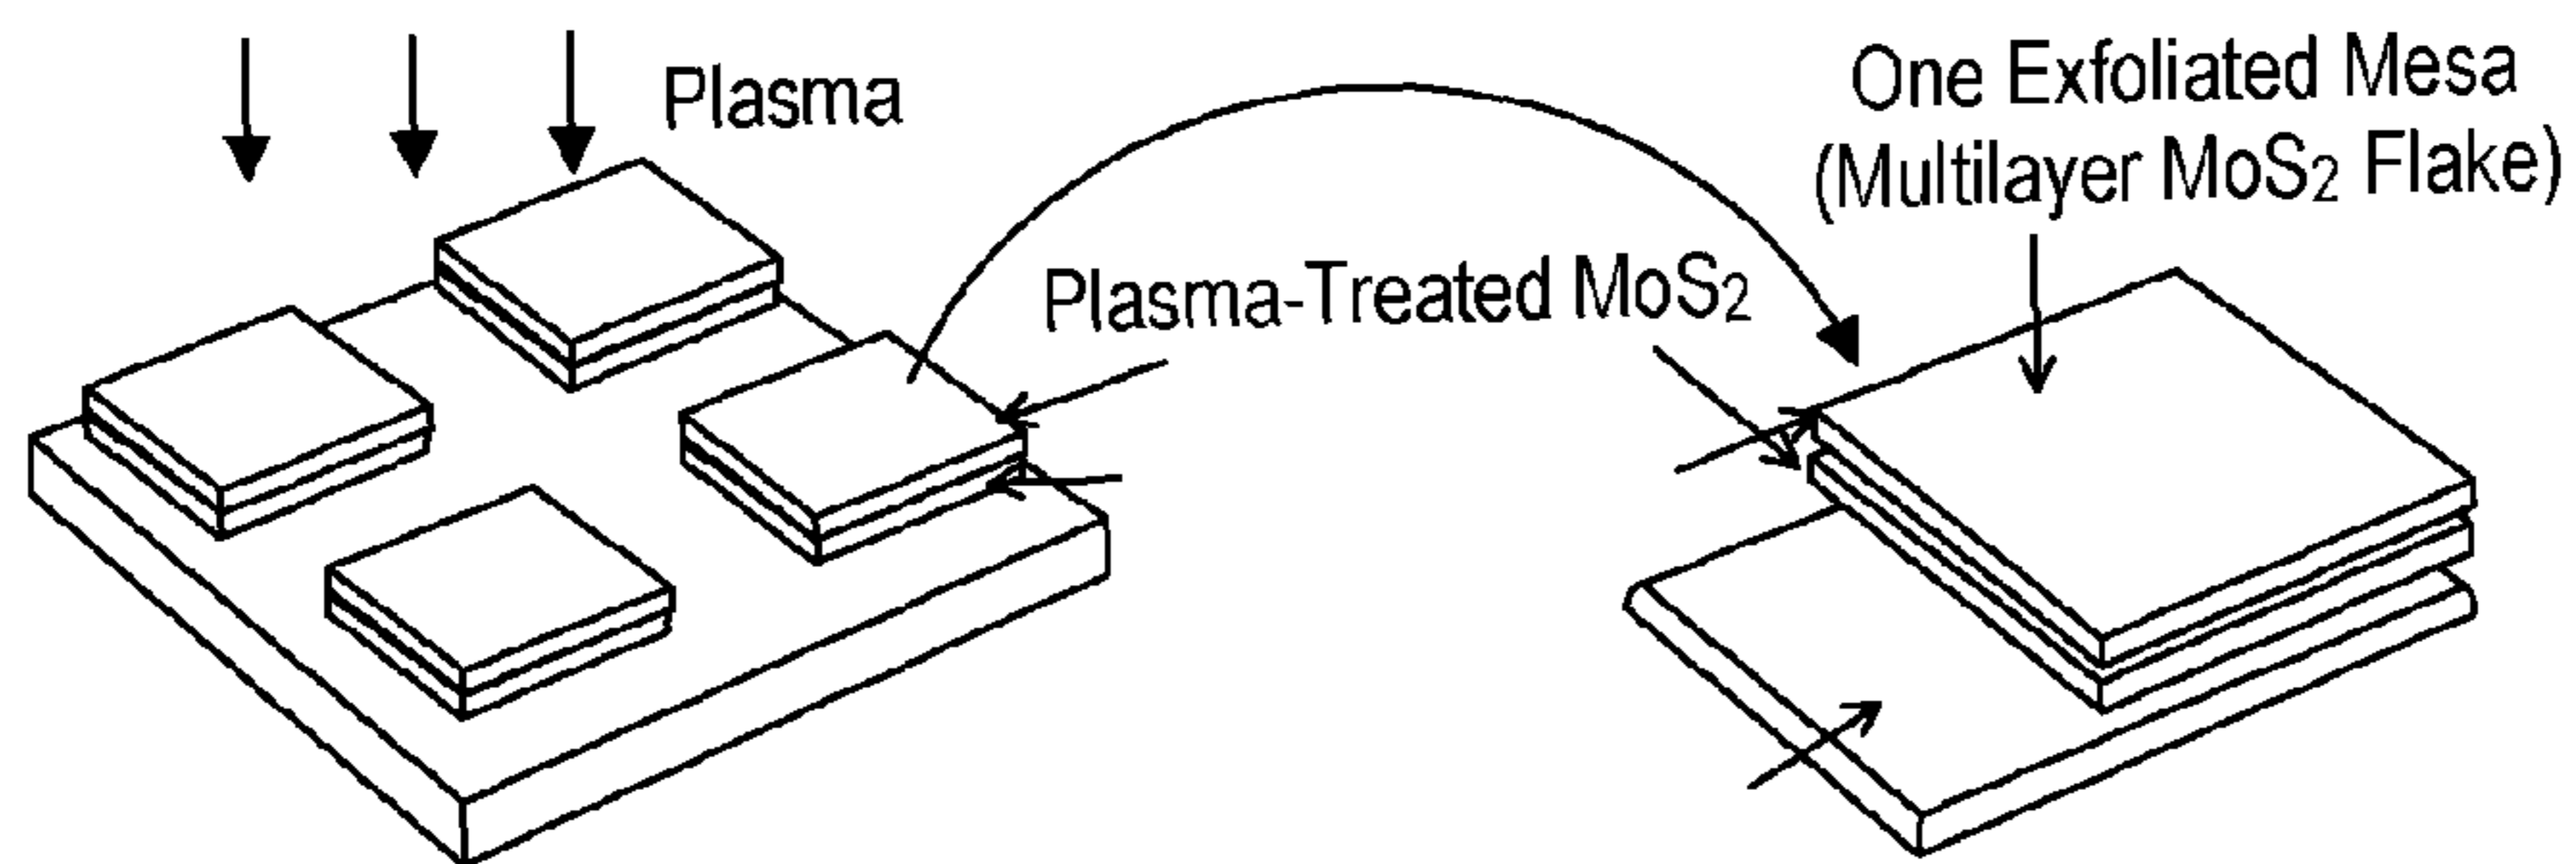 Plasma
One Exfoliated Mesa
(Multilayer MoS₂ Flake)
Plasma-Treated MoS₂